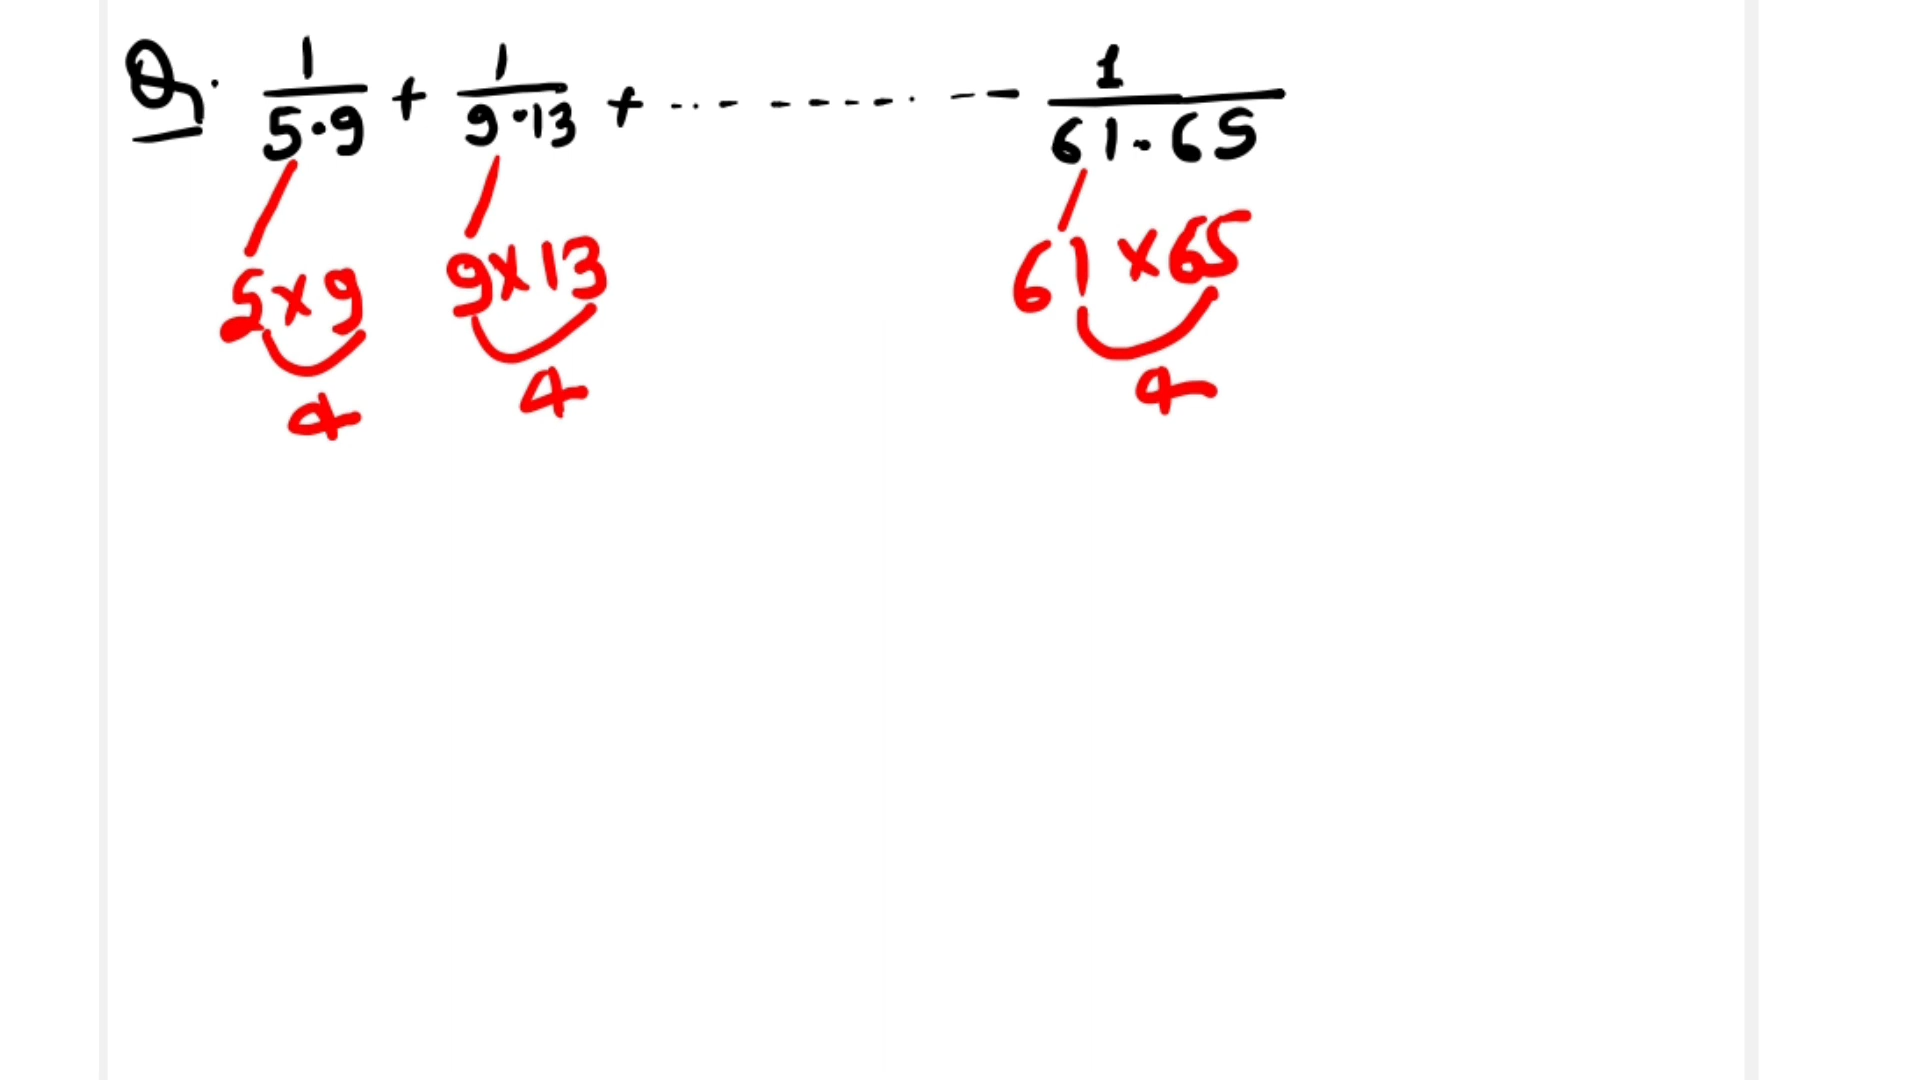 Q. 1/5·9 + 1/9·13 + ---------- 1/61·65
5×9 9×13 61×65
4 4 4